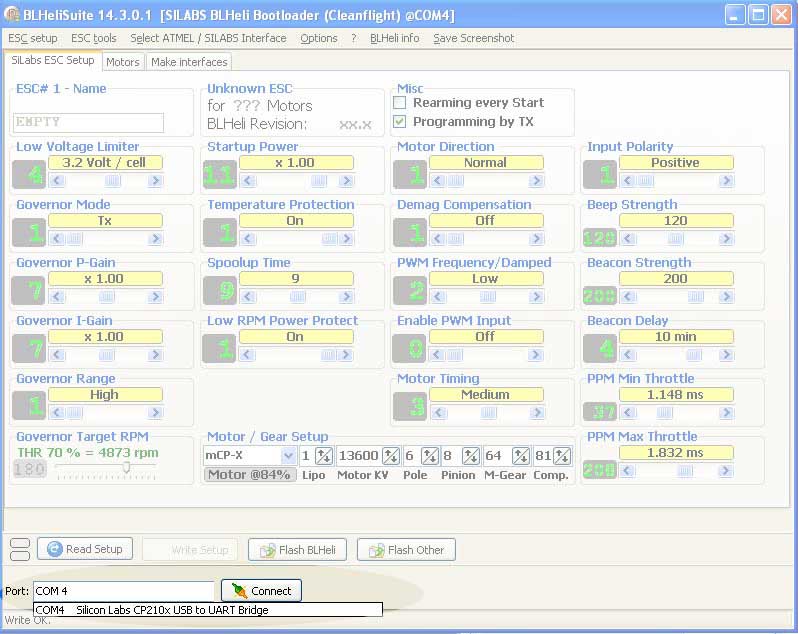 BLHeliSuite 14.3.0.1 [SILABS BLHeli Bootloader (Cleanflight) @COM4]
ESC setup ESC tools Select ATMEL / SILABS Interface Options ? BLHeli info Save Screenshot
SiLabs ESC Setup Motors Make interfaces
ESC# 1 - Name
EMPTY
Unknown ESC
for ??? Motors
BLHeli Revision: xx.x
Misc
Rearming every Start
Programming by TX
Low Voltage Limiter
3.2 Volt / cell
4
Startup Power
x 1.00
11
Motor Direction
Normal
1
Input Polarity
Positive
1
Governor Mode
Tx
1
Temperature Protection
On
1
Demag Compensation
Off
1
Beep Strength
120
120
Governor P-Gain
x 1.00
7
Spoolup Time
9
9
PWM Frequency/Damped
Low
2
Beacon Strength
200
200
Governor I-Gain
x 1.00
7
Low RPM Power Protect
On
1
Enable PWM Input
Off
0
Beacon Delay
10 min
4
Governor Range
High
1
Motor Timing
Medium
3
PPM Min Throttle
1.148 ms
37
Governor Target RPM
THR 70 % = 4873 rpm
180
Motor / Gear Setup
mCP-X 1 13600 6 8 64 81
Motor @84% Lipo Motor KV Pole Pinion M-Gear Comp.
PPM Max Throttle
1.832 ms
208
Read Setup Write Setup Flash BLHeli Flash Other
Port: COM 4 Connect
COM4 Silicon Labs CP210x USB to UART Bridge
Write OK.